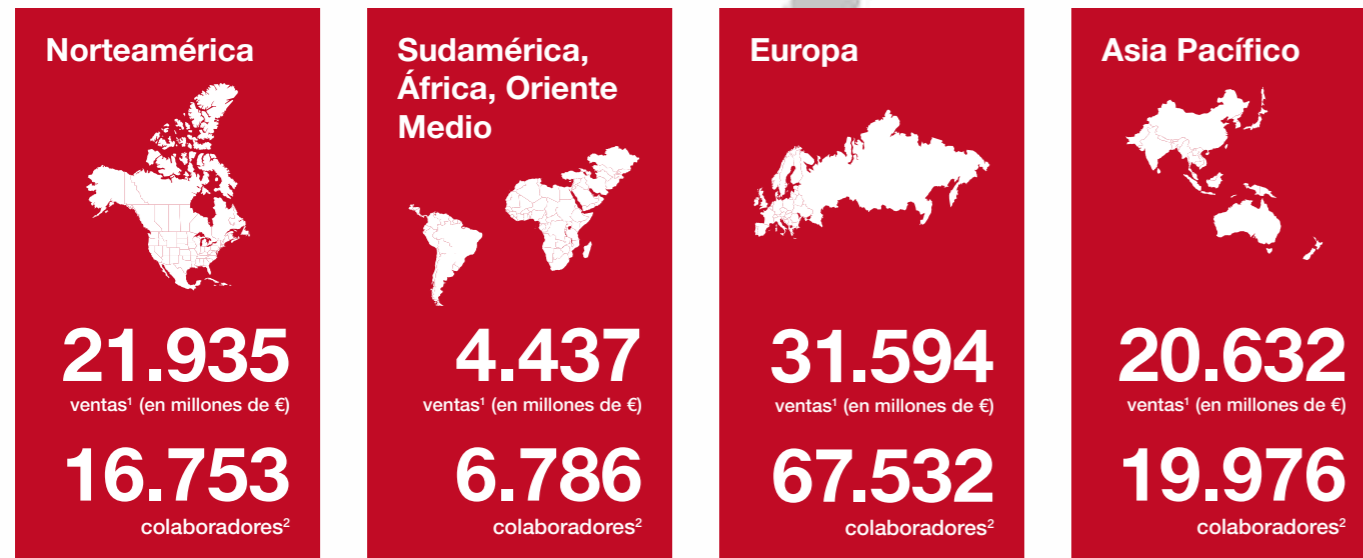 Norteamérica
21.935
ventas¹ (en millones de €)
16.753
colaboradores²
Sudamérica,
África, Oriente
Medio
4.437
ventas¹ (en millones de €)
6.786
colaboradores²
Europa
31.594
ventas¹ (en millones de €)
67.532
colaboradores²
Asia Pacífico
20.632
ventas¹ (en millones de €)
19.976
colaboradores²